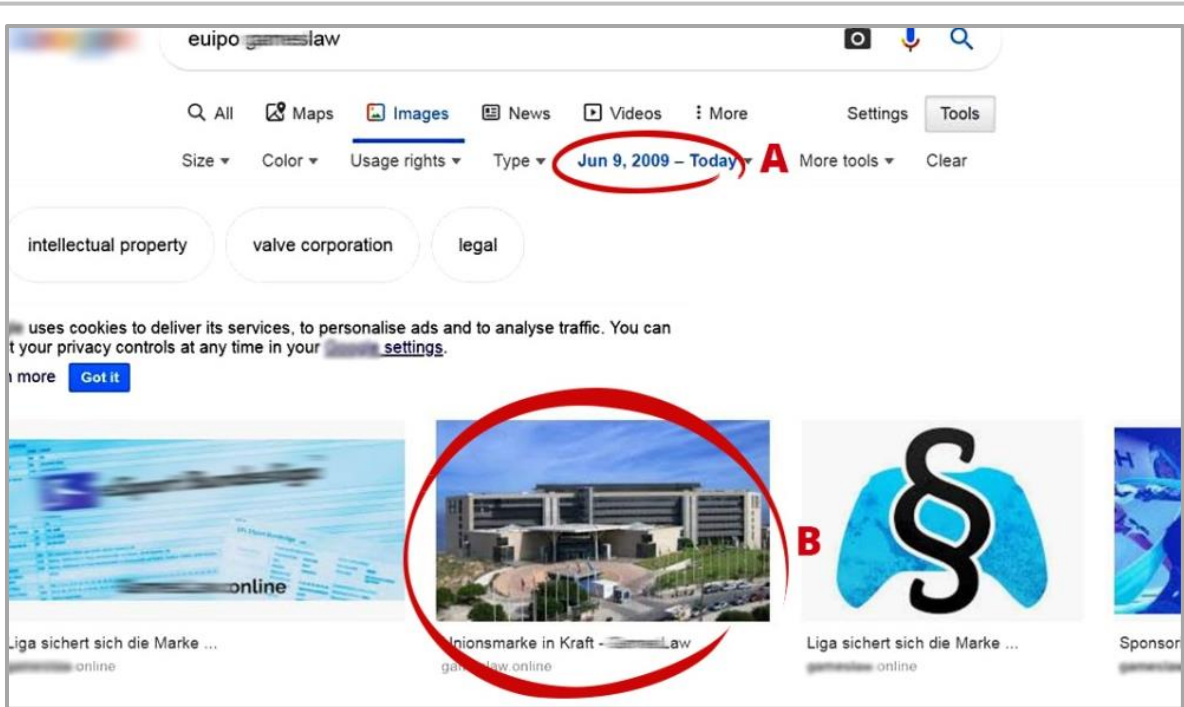 euipo law
All Maps Images News Videos More Settings Tools
Size Color Usage rights Type Jun 9, 2009 – Today A More tools Clear
intellectual property valve corporation legal
uses cookies to deliver its services, to personalise ads and to analyse traffic. You can
t your privacy controls at any time in your settings.
more Got it
online
B
§
H
Liga sichert sich die Marke ... Unionsmarke in Kraft - Law Liga sichert sich die Marke ... Sponsor
online gameslaw.online online